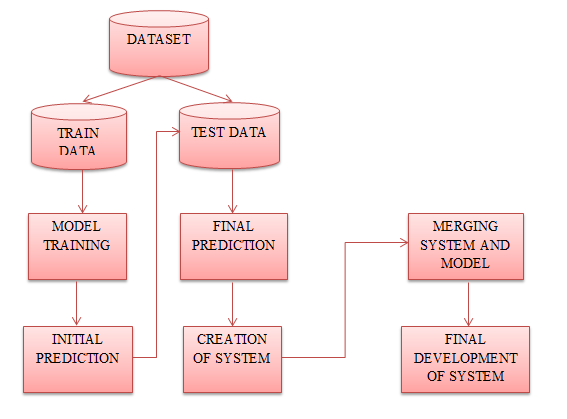 DATASET
TRAIN
DATA
TEST DATA
MODEL
TRAINING
FINAL
PREDICTION
MERGING
SYSTEM AND
MODEL
INITIAL
PREDICTION
CREATION
OF SYSTEM
FINAL
DEVELOPMENT
OF SYSTEM